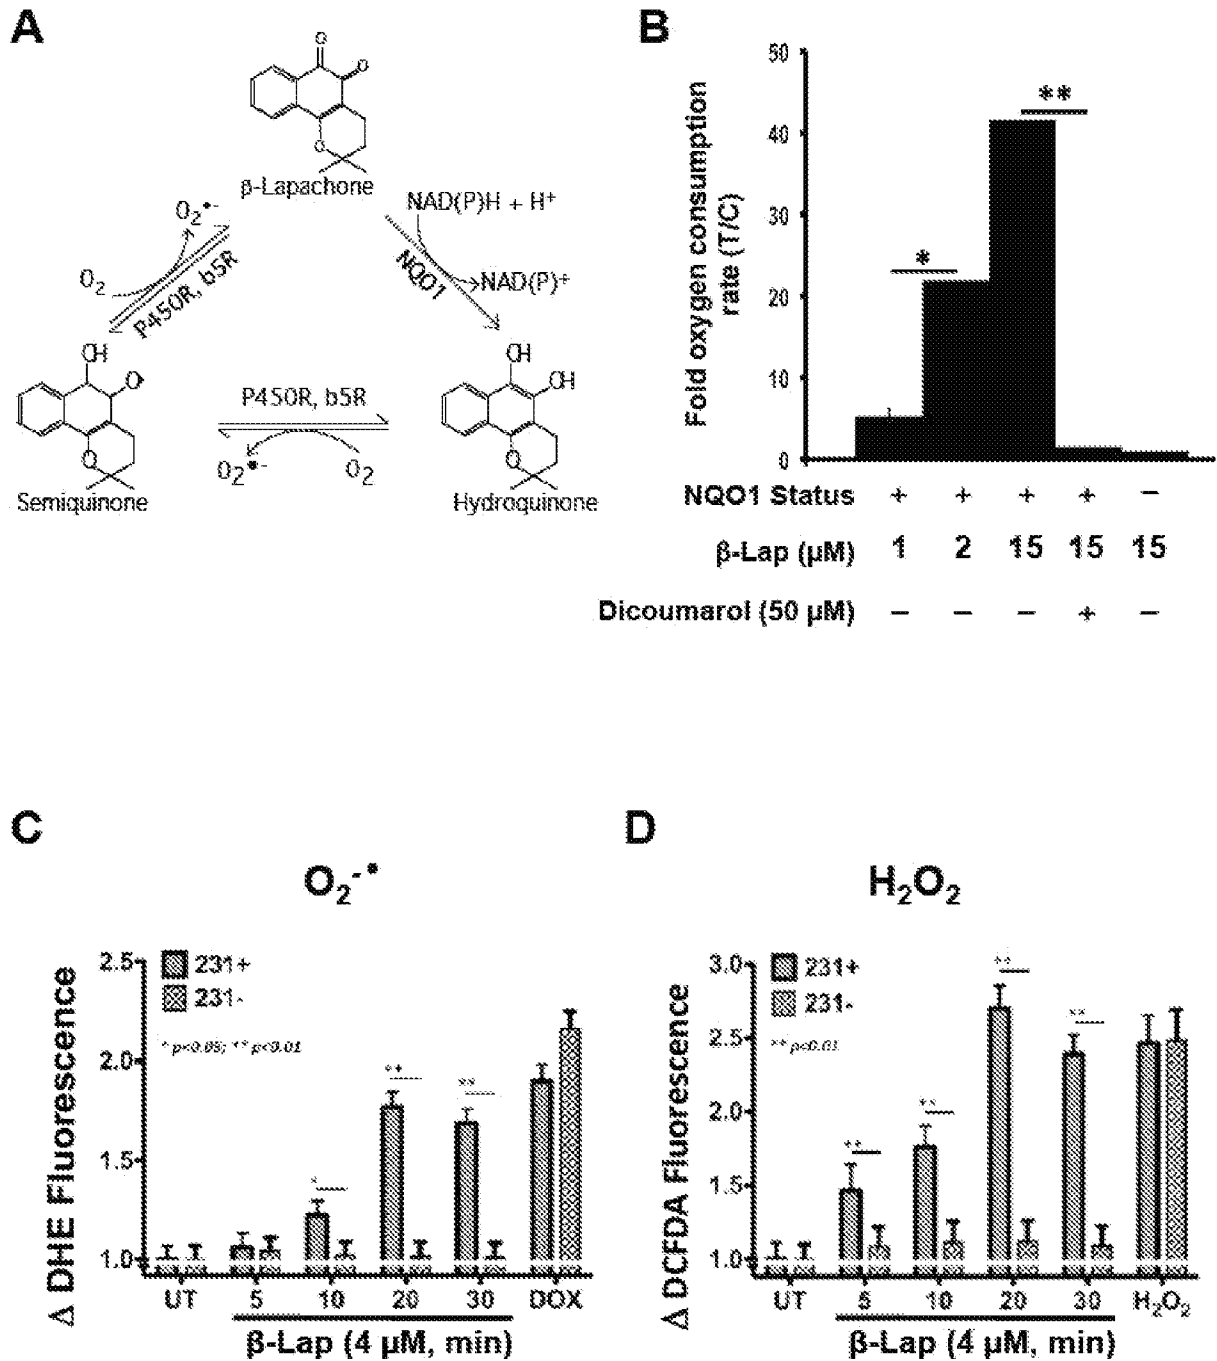 A
O
O
O
β-Lapachone
O2•-
NAD(P)H + H+
O2
P450R, b5R
NQO1
NAD(P)+
OH
O•
O
Semiquinone
P450R, b5R
O2•-
O2
OH
OH
O
Hydroquinone
B
Fold oxygen consumption
rate (T/C)
50
40
30
20
10
0
*
**
NQO1 Status + + + + −
β-Lap (µM) 1 2 15 15 15
Dicoumarol (50 µM) − − − + −
C
O2-•
Δ DHE Fluorescence
2.5
2.0
1.5
1.0
231+
231-
* p<0.05; ** p<0.01
*
**
**
UT 5 10 20 30 DOX
β-Lap (4 µM, min)
D
H2O2
Δ DCFDA Fluorescence
3.0
2.5
2.0
1.5
1.0
231+
231-
** p<0.01
**
**
**
**
UT 5 10 20 30 H2O2
β-Lap (4 µM, min)